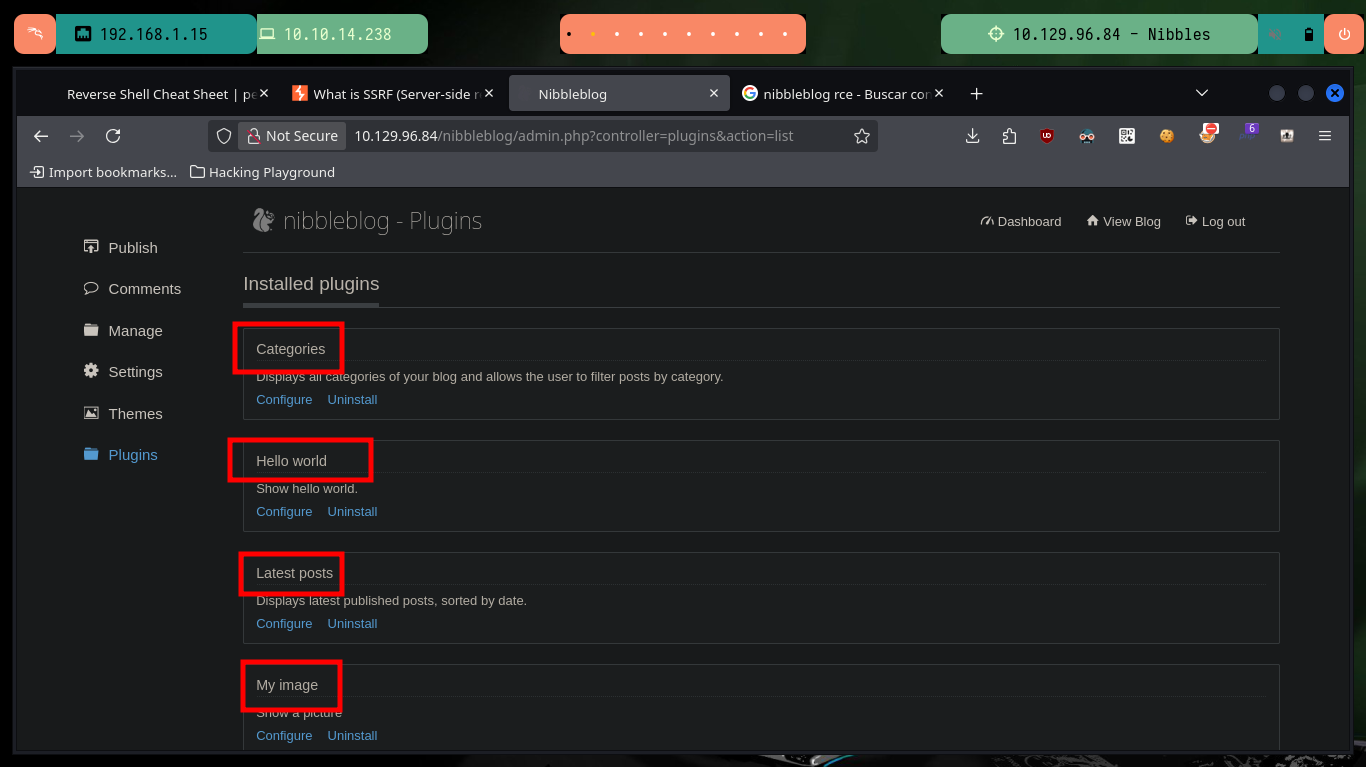 192.168.1.15 10.10.14.238 10.129.96.84 - Nibbles
Reverse Shell Cheat Sheet | pe What is SSRF (Server-side r Nibbleblog nibbleblog rce - Buscar con
Not Secure 10.129.96.84/nibbleblog/admin.php?controller=plugins&action=list 6
Import bookmarks... Hacking Playground
nibbleblog - Plugins Dashboard View Blog Log out
Publish
Comments
Manage
Settings
Themes
Plugins
Installed plugins
Categories
Displays all categories of your blog and allows the user to filter posts by category.
Configure Uninstall
Hello world
Show hello world.
Configure Uninstall
Latest posts
Displays latest published posts, sorted by date.
Configure Uninstall
My image
Show a picture
Configure Uninstall